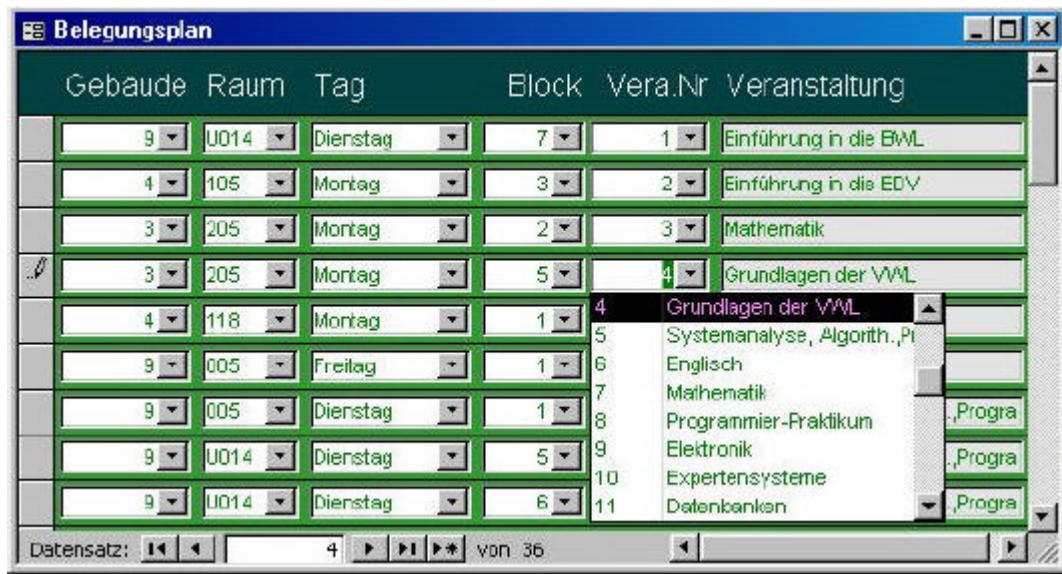 Belegungsplan
Gebäude Raum Tag Block Vera.Nr Veranstaltung
9 U014 Dienstag 7 1 Einführung in die BWL
4 105 Montag 3 2 Einführung in die EDV
3 205 Montag 2 3 Mathematik
3 205 Montag 5 4 Grundlagen der VWL
4 118 Montag 1
9 005 Freitag 1
9 005 Dienstag 1 .,Progra
9 U014 Dienstag 5 .,Progra
9 U014 Dienstag 6 .,Progra
4 Grundlagen der VWL
5 Systemanalyse, Algorith.,Pr
6 Englisch
7 Mathematik
8 Programmier-Praktikum
9 Elektronik
10 Expertensysteme
11 Datenbanken
Datensatz: 4 von 36